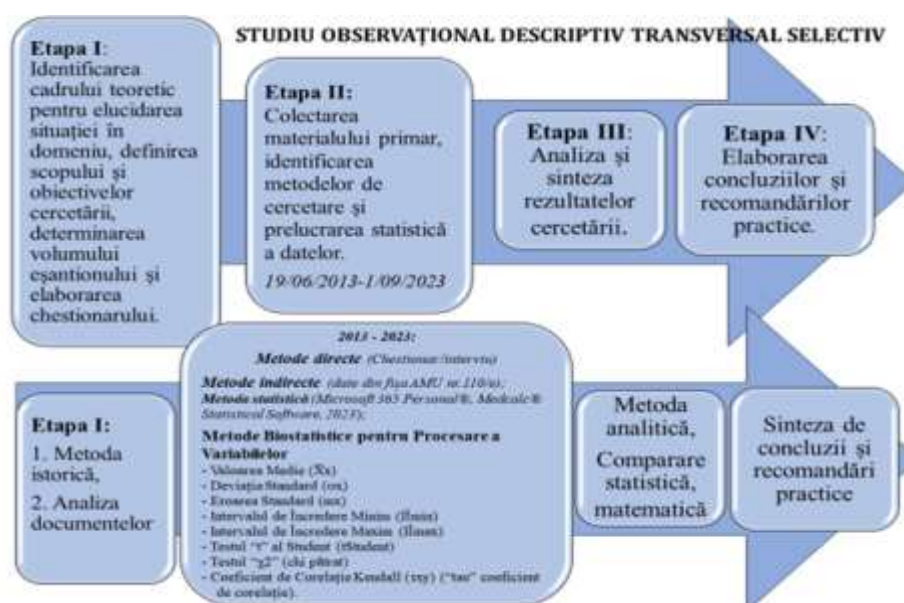 STUDIU OBSERVAȚIONAL DESCRIPTIV TRANSVERSAL SELECTIV
Etapa I:
Identificarea
cadrului teoretic
pentru elucidarea
situației în
domeniu, definirea
scopului și
obiectivelor
cercetării,
determinarea
volumului
eșantionului și
elaborarea
chestionarului.
Etapa II:
Colectarea
materialului primar,
identificarea
metodelor de
cercetare și
prelucrarea statistică
a datelor.
19/06/2013-1/09/2023
Etapa III:
Analiza și
sinteza
rezultatelor
cercetării.
Etapa IV:
Elaborarea
concluziilor și
recomandărilor
practice.
Etapa I:
1. Metoda
istorică,
2. Analiza
documentelor
2013 - 2023:
Metode directe (Chestionar/interviu)
Metode indirecte (date din fișa AMU nr.110/e);
Metoda statistică (Microsoft 365 Personal®, Medcalc®
Statistical Software, 2023);
Metode Biostatistice pentru Procesarea
Variabilelor
- Valoarea Medie (X̄x)
- Deviația Standard (σx)
- Eroarea Standard (mx)
- Intervalul de Încredere Minim (IÎmin)
- Intervalul de Încredere Maxim (IÎmax)
- Testul "t" al Student (tStudent)
- Testul "χ2" (chi pătrat)
- Coeficient de Corelație Kendall (τxy) ("tau" coeficient
de corelație).
Metoda
analitică,
Comparare
statistică,
matematică
Sinteza de
concluzii și
recomandări
practice